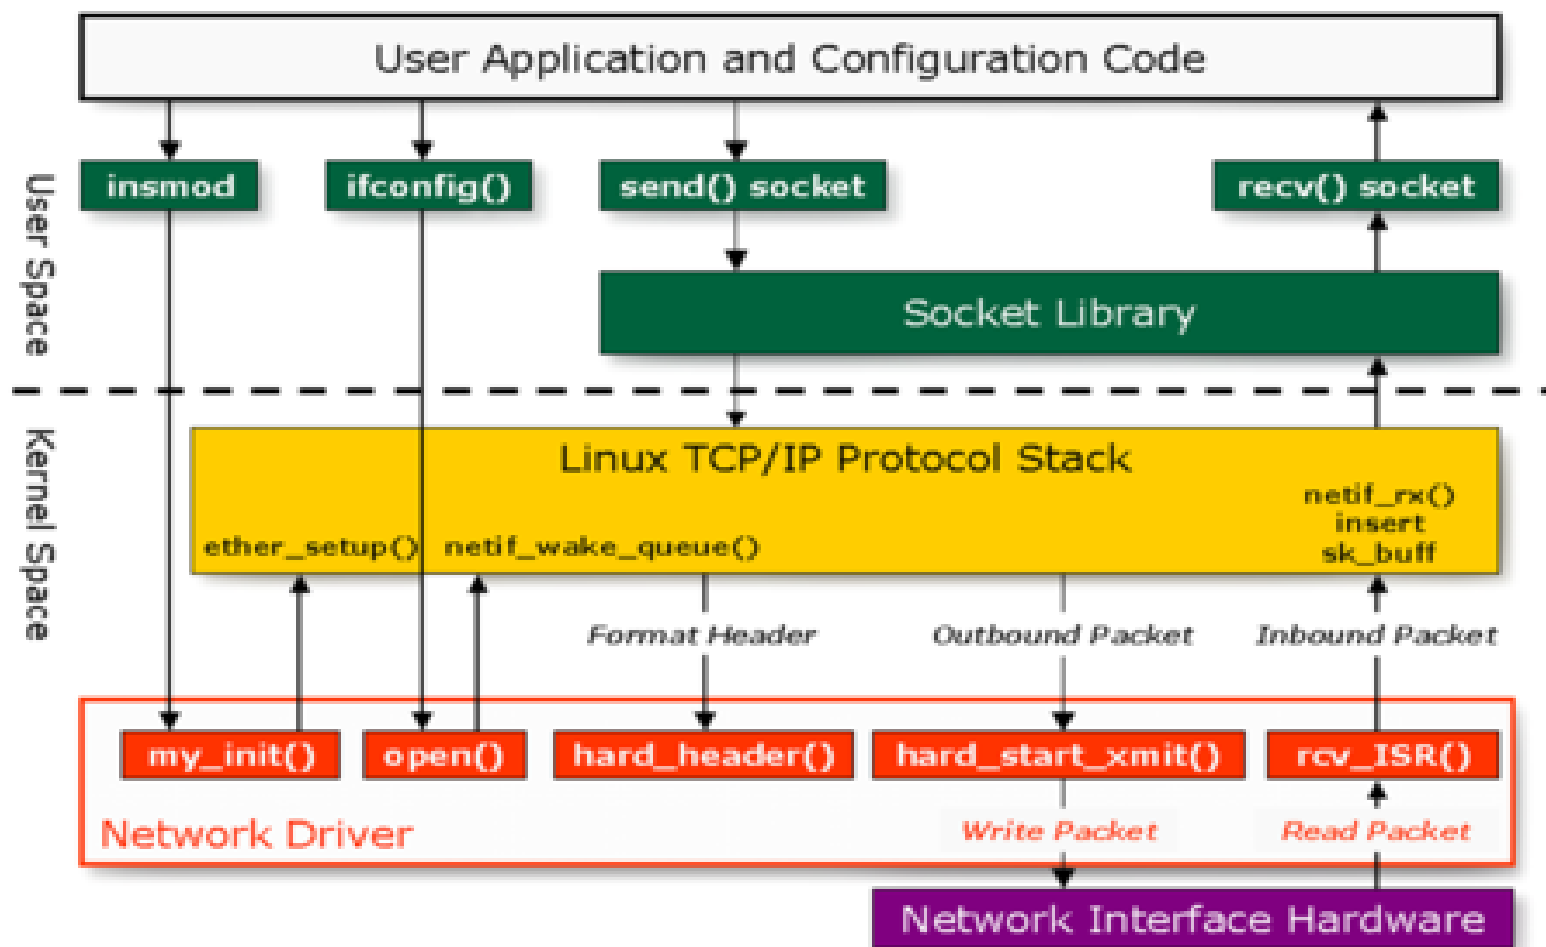 User Application and Configuration Code
insmod
ifconfig()
send() socket
recv() socket
User Space
Socket Library
Kernel Space
Linux TCP/IP Protocol Stack
netif_rx()
insert
sk_buff
ether_setup()
netif_wake_queue()
Format Header
Outbound Packet
Inbound Packet
my_init()
open()
hard_header()
hard_start_xmit()
rcv_ISR()
Network Driver
Write Packet
Read Packet
Network Interface Hardware